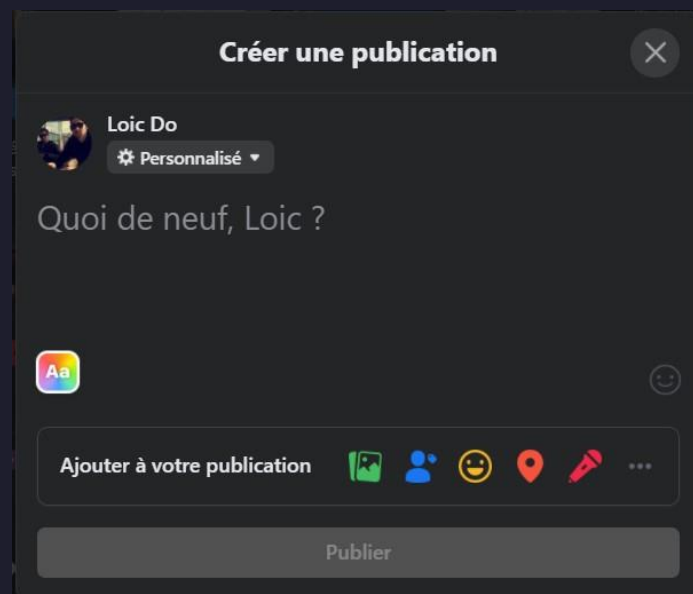 Créer une publication
Loic Do
Personnalisé
Quoi de neuf, Loic ?
Aa
Ajouter à votre publication
Publier